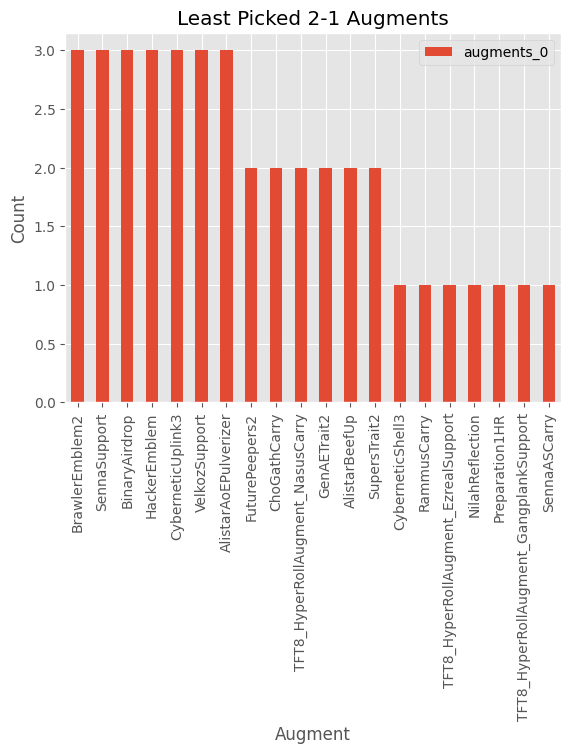 Least Picked 2-1 Augments
augments_0
Count
3.0
2.5
2.0
1.5
1.0
0.5
0.0
BrawlerEmblem2
SennaSupport
BinaryAirdrop
HackerEmblem
CyberneticUplink3
VelkozSupport
AlistarAoEPulverizer
FuturePeepers2
ChoGathCarry
TFT8_HyperRollAugment_NasusCarry
GenAETrait2
AlistarBeefUp
SupersTrait2
CyberneticShell3
RammusCarry
TFT8_HyperRollAugment_EzrealSupport
NilahReflection
Preparation1HR
TFT8_HyperRollAugment_GangplankSupport
SennaASCarry
Augment